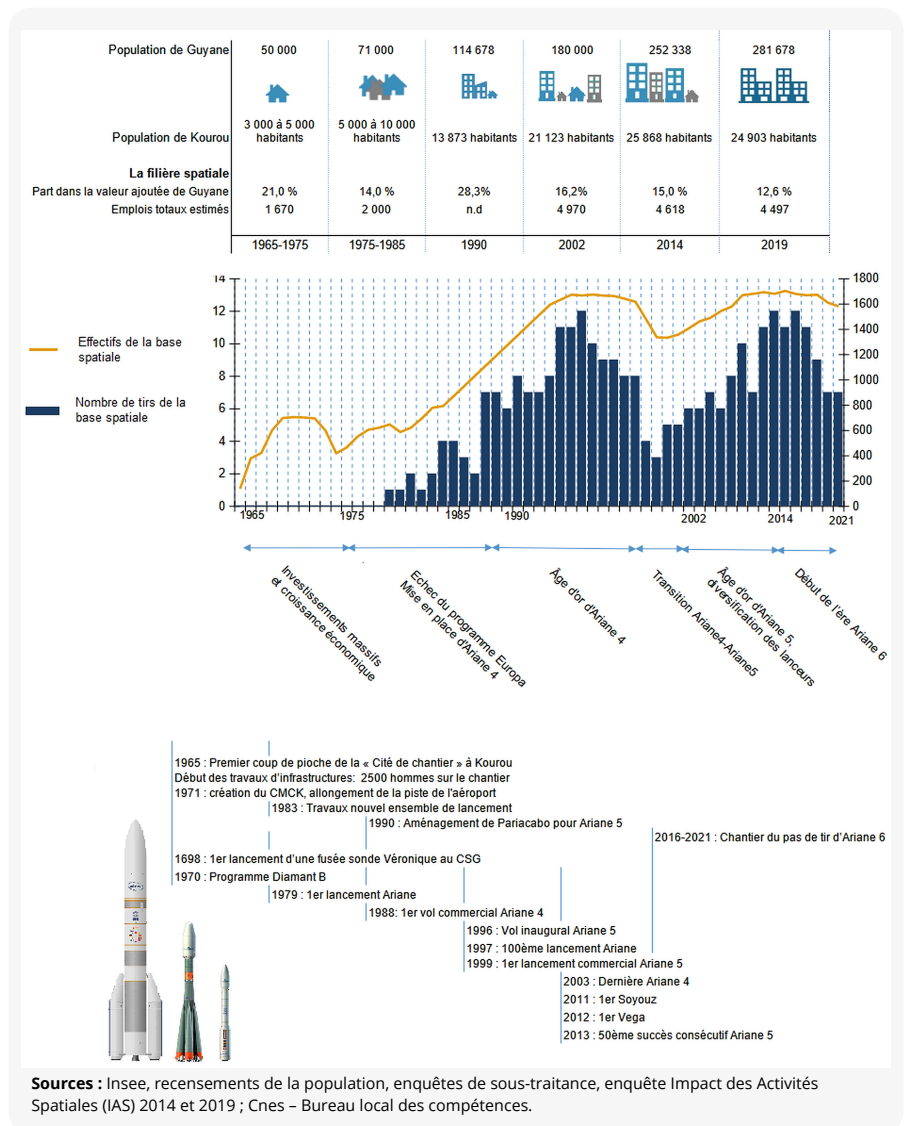 Population de Guyane 50 000 71 000 114 678 180 000 252 338 281 678
Population de Kourou 3 000 à 5 000 habitants 5 000 à 10 000 habitants 13 873 habitants 21 123 habitants 25 868 habitants 24 903 habitants
La filière spatiale
Part dans la valeur ajoutée de Guyane 21,0 % 14,0 % 28,3% 16,2% 15,0 % 12,6 %
Emplois totaux estimés 1 670 2 000 n.d 4 970 4 618 4 497
1965-1975 1975-1985 1990 2002 2014 2019
14 1800
12 1600
10 1400
8 1200
6 1000
4 800
2 600
0 400
200
0
Effectifs de la base
spatiale
Nombre de tirs de la
base spatiale
1965 1975 1985 1990 2002 2014 2021
Investissements massifs
et croissance économique
Echec du programme Europa
Mise en place d'Ariane 4
Âge d'or d'Ariane 4
Transition Ariane4-Ariane5
Âge d'or d'Ariane 5,
diversification des lanceurs
Début de l'ère Ariane 6
1965 : Premier coup de pioche de la « Cité de chantier » à Kourou
Début des travaux d'infrastructures: 2500 hommes sur le chantier
1971 : création du CMCK, allongement de la piste de l'aéroport
1983 : Travaux nouvel ensemble de lancement
1990 : Aménagement de Pariacabo pour Ariane 5
2016-2021 : Chantier du pas de tir d'Ariane 6
1698 : 1er lancement d'une fusée sonde Véronique au CSG
1970 : Programme Diamant B
1979 : 1er lancement Ariane
1988: 1er vol commercial Ariane 4
1996 : Vol inaugural Ariane 5
1997 : 100ème lancement Ariane
1999 : 1er lancement commercial Ariane 5
2003 : Dernière Ariane 4
2011 : 1er Soyouz
2012 : 1er Vega
2013 : 50ème succès consécutif Ariane 5
Sources : Insee, recensements de la population, enquêtes de sous-traitance, enquête Impact des Activités
Spatiales (IAS) 2014 et 2019 ; Cnes – Bureau local des compétences.